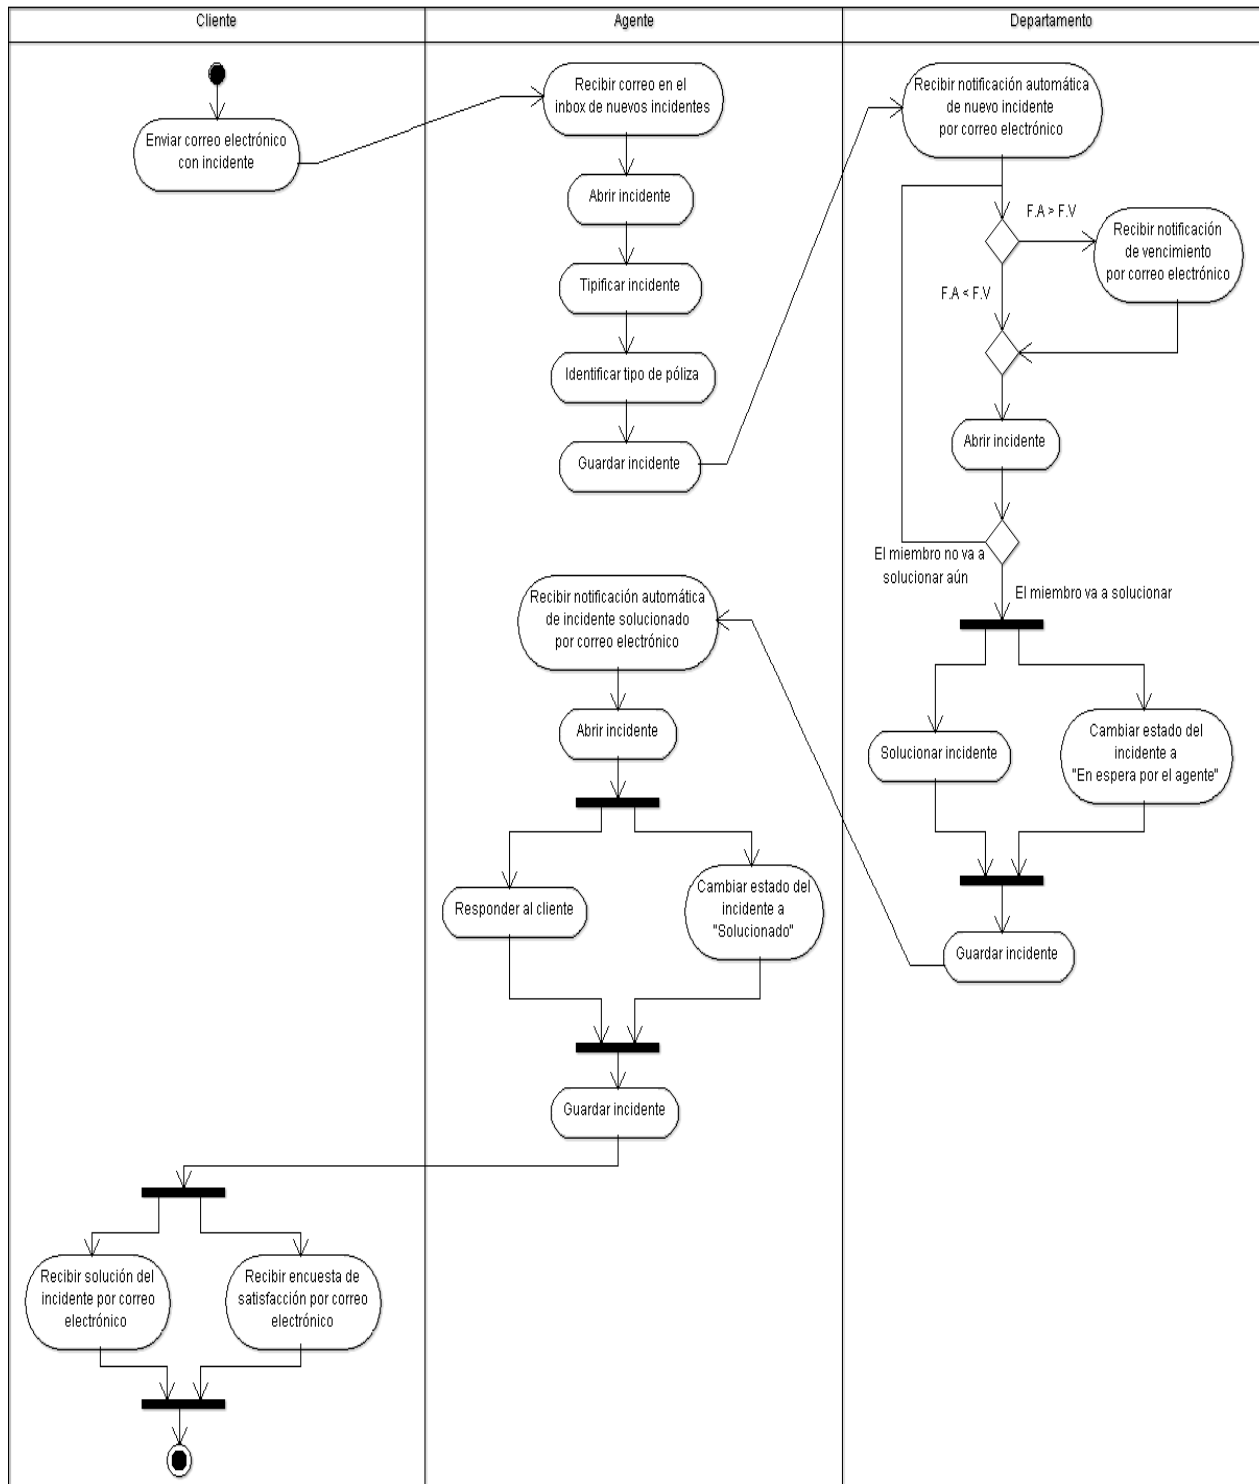 Cliente
Agente
Departamento
Enviar correo electrónico
con incidente
Recibir correo en el
inbox de nuevos incidentes
Abrir incidente
Tipificar incidente
Identificar tipo de póliza
Guardar incidente
Recibir notificación automática
de nuevo incidente
por correo electrónico
F.A > F.V
Recibir notificación
de vencimiento
por correo electrónico
F.A < F.V
Abrir incidente
El miembro no va a
solucionar aún
El miembro va a solucionar
Solucionar incidente
Cambiar estado del
incidente a
"En espera por el agente"
Guardar incidente
Recibir notificación automática
de incidente solucionado
por correo electrónico
Abrir incidente
Responder al cliente
Cambiar estado del
incidente a
"Solucionado"
Guardar incidente
Recibir solución del
incidente por correo
electrónico
Recibir encuesta de
satisfacción por correo
electrónico